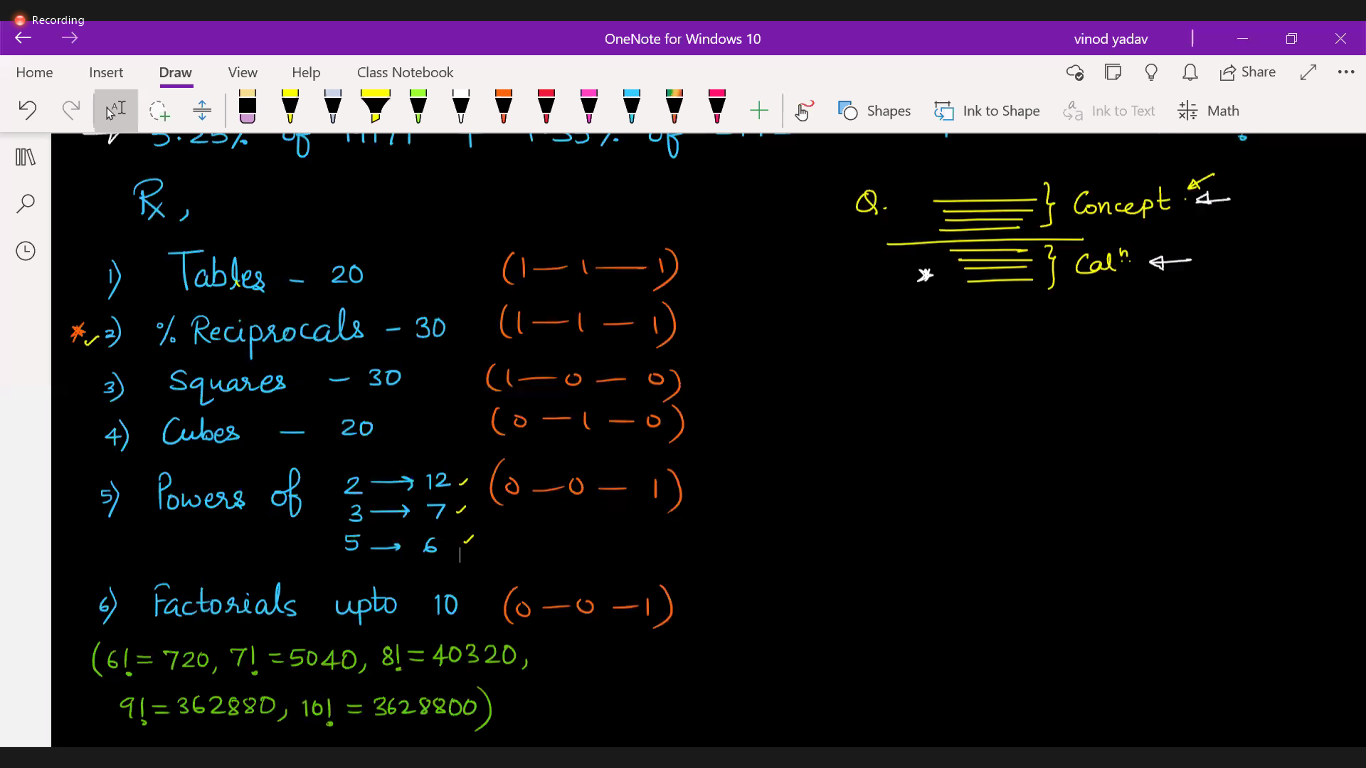 Recording
OneNote for Windows 10
vinod yadav
Home Insert Draw View Help Class Notebook
Share
Shapes Ink to Shape Ink to Text Math
5.25% of % of
Rx,
Q. } Concept
* } Calⁿ
1) Tables - 20 (1 — 1 — 1)
* 2) % Reciprocals - 30 (1 — 1 — 1)
3) Squares - 30 (1 — 0 — 0)
4) Cubes — 20 (0 — 1 — 0)
5) Powers of 2 → 12 (0 — 0 — 1)
3 → 7
5 → 6
6) Factorials upto 10 (0 — 0 — 1)
(6! = 720, 7! = 5040, 8! = 40320,
9! = 362880, 10! = 3628800)